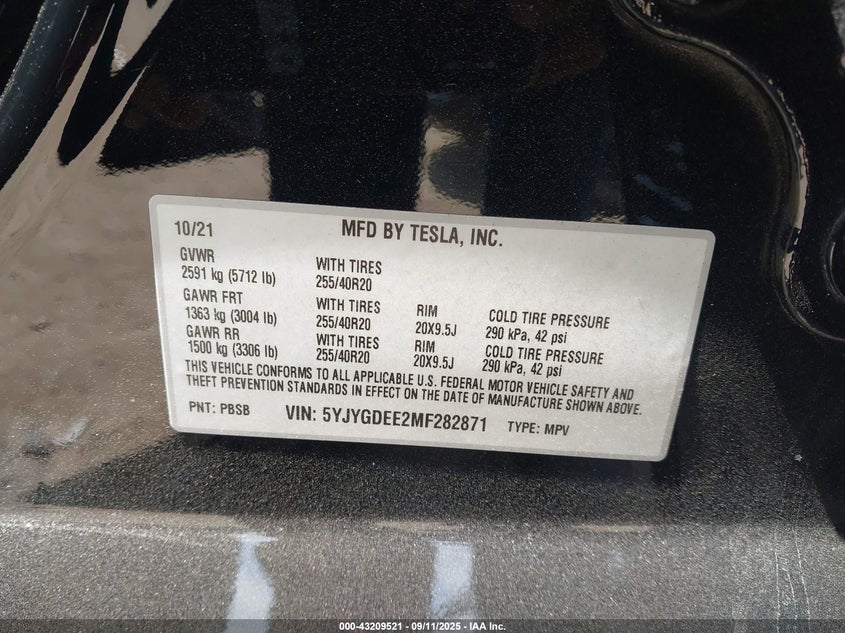 10/21 MFD BY TESLA, INC.
GVWR
2591 kg (5712 lb) WITH TIRES 255/40R20
GAWR FRT
1363 kg (3004 lb) WITH TIRES 255/40R20 RIM 20X9.5J COLD TIRE PRESSURE 290 kPa, 42 psi
GAWR RR
1500 kg (3306 lb) WITH TIRES 255/40R20 RIM 20X9.5J COLD TIRE PRESSURE 290 kPa, 42 psi
THIS VEHICLE CONFORMS TO ALL APPLICABLE U.S. FEDERAL MOTOR VEHICLE SAFETY AND
THEFT PREVENTION STANDARDS IN EFFECT ON THE DATE OF MANUFACTURE SHOWN ABOVE.
PNT: PBSB VIN: 5YJYGDEE2MF282871 TYPE: MPV
000-43209521 - 09/11/2025 - IAA Inc.